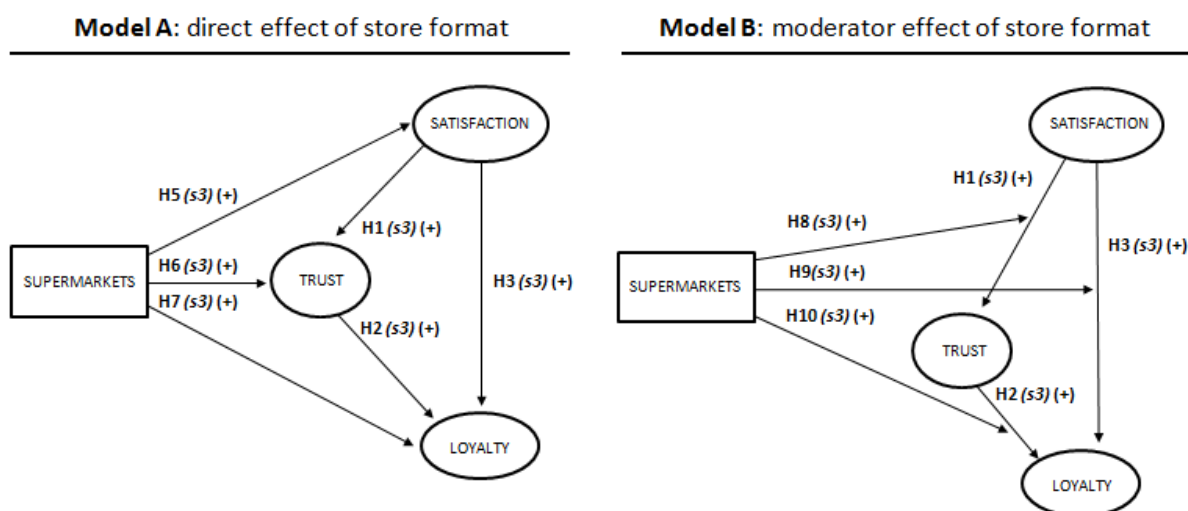 Model A: direct effect of store format
SATISFACTION
H5 (s3) (+)
H1 (s3) (+)
H6 (s3) (+)
SUPERMARKETS
TRUST
H3 (s3) (+)
H7 (s3) (+)
H2 (s3) (+)
LOYALTY
Model B: moderator effect of store format
SATISFACTION
H1 (s3) (+)
H8 (s3) (+)
H3 (s3) (+)
H9(s3) (+)
SUPERMARKETS
H10 (s3) (+)
TRUST
H2 (s3) (+)
LOYALTY